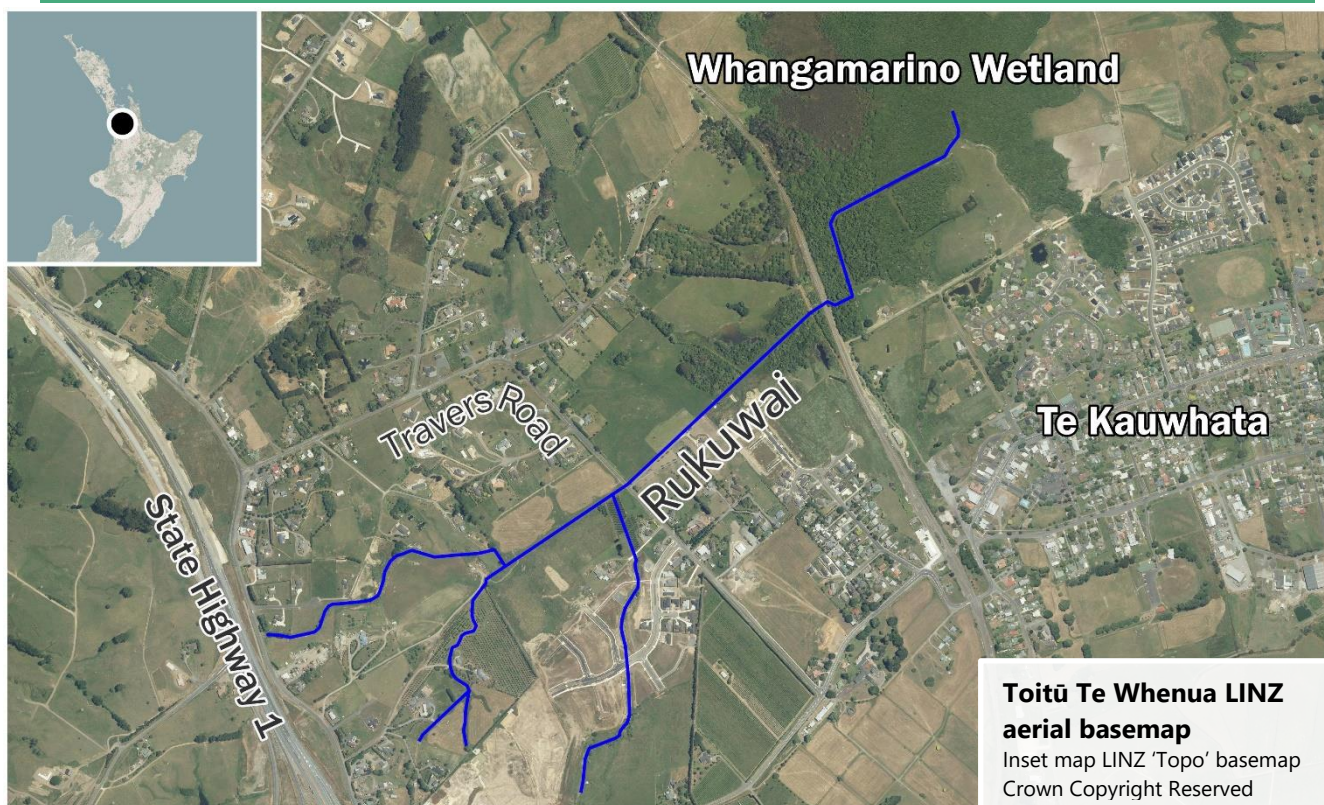 Whangamarino Wetland
Travers Road
Rukuwai
Te Kauwhata
State Highway 1
Toitū Te Whenua LINZ
aerial basemap
Inset map LINZ ‘Topo’ basemap
Crown Copyright Reserved